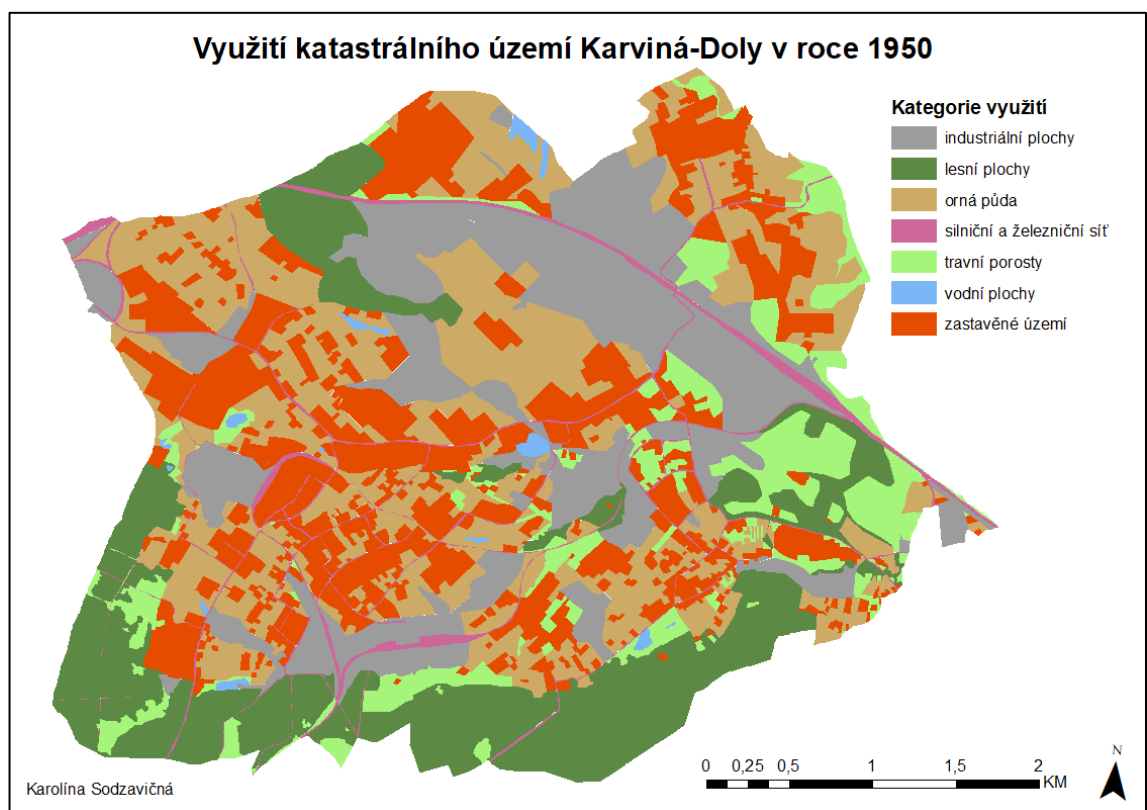 Využití katastrálního území Karviná-Doly v roce 1950
Kategorie využití
industriální plochy
lesní plochy
orná půda
silniční a železniční síť
travní porosty
vodní plochy
zastavěné území
N
0 0,25 0,5 1 1,5 2
KM
Karolína Sodzavičná